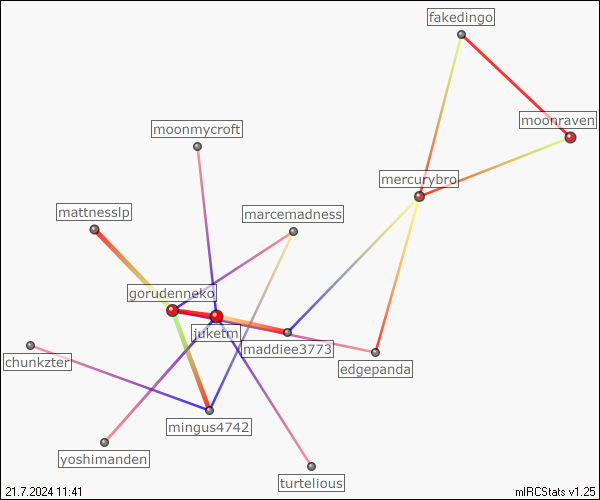 fakedingo
moonraven
moonmycroft
mercurybro
mattnesslp
marcemadness
gorudenneko
juketm
maddiee3773
chunkzter
edgepanda
mingus4742
yoshimanden
turtelious
21.7.2024 11:41
mIRCStats v1.25